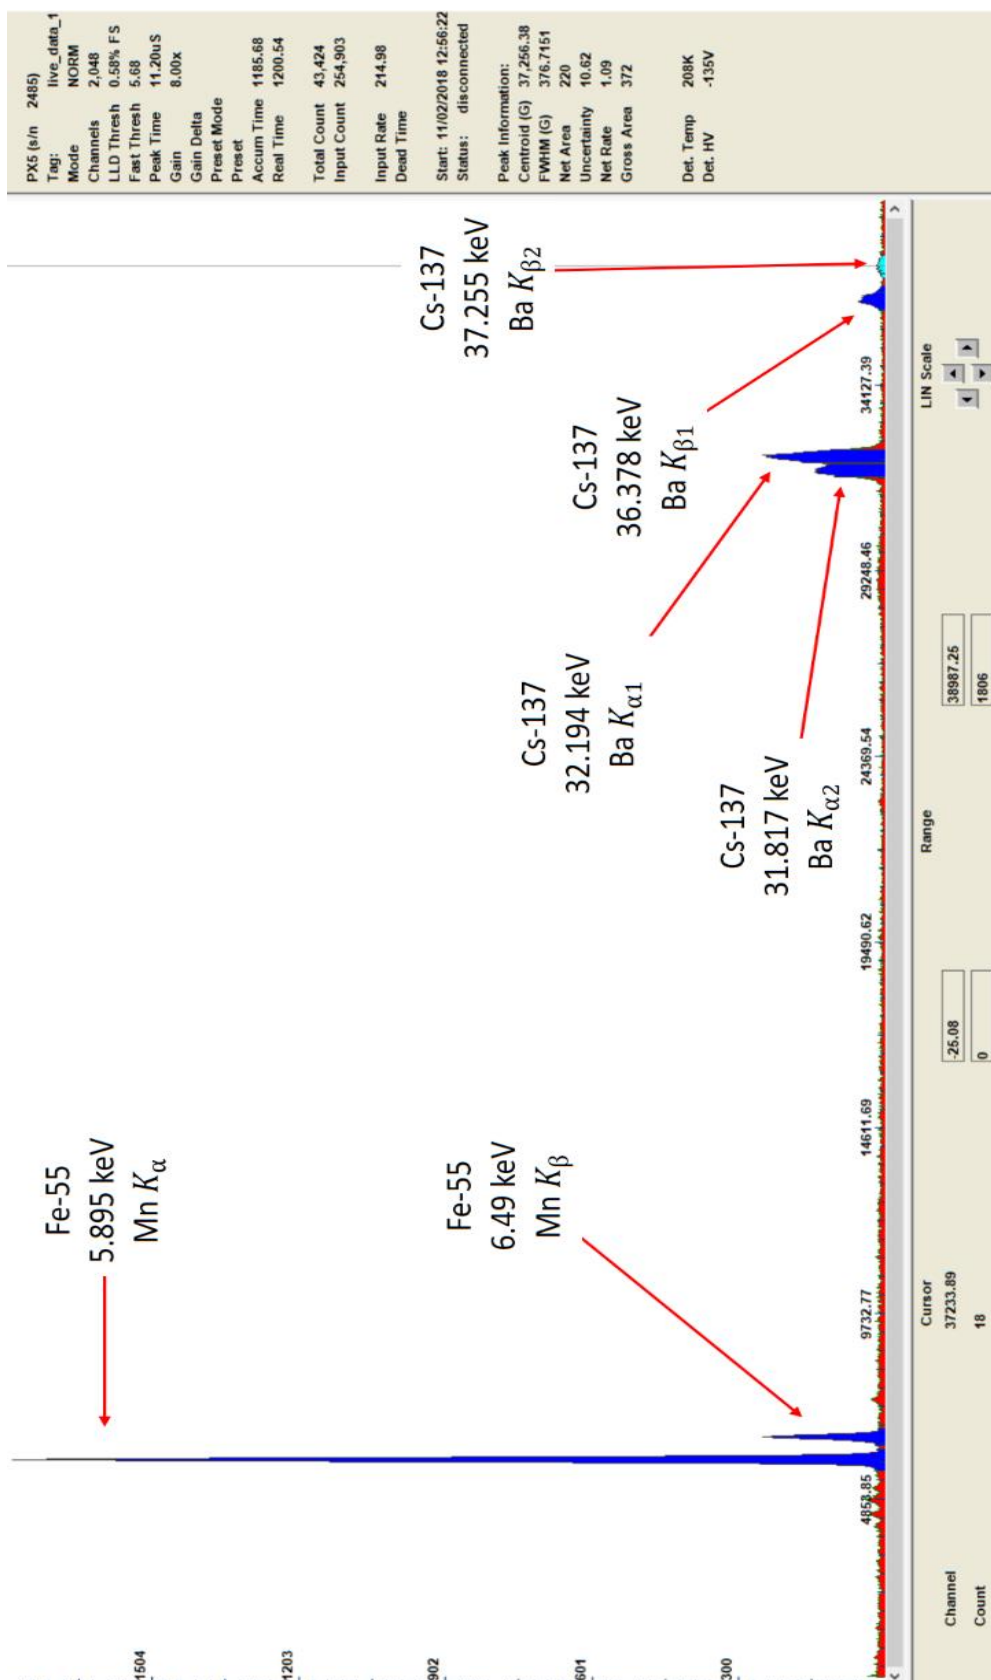 PX5 (s/n 2485)
Tag: live_data_1
Mode NORM
Channels 2,048
LLD Thresh 0.58% FS
Fast Thresh 5.68
Peak Time 11.20uS
Gain 8.00x
Gain Delta
Preset Mode
Preset
Accum Time 1185.68
Real Time 1200.54
Total Count 43,424
Input Count 254,903
Input Rate 214.98
Dead Time
Start: 11/02/2018 12:56:22
Status: disconnected
Peak Information:
Centroid (G) 37,256.38
FWHM (G) 376.7151
Net Area 220
Uncertainty 10.62
Net Rate 1.09
Gross Area 372
Det. Temp 208K
Det. HV -135V
Fe-55
5.895 keV
Mn Kα
Fe-55
6.49 keV
Mn Kβ
Cs-137
31.817 keV
Ba Kα2
Cs-137
32.194 keV
Ba Kα1
Cs-137
36.378 keV
Ba Kβ1
Cs-137
37.255 keV
Ba Kβ2
1504
1203
902
601
300
4853.85 9732.77 14611.69 19490.62 24369.54 29248.46 34127.39
Cursor Range LIN Scale
Channel 37233.89 -25.08 38987.25
Count 18 0 1806